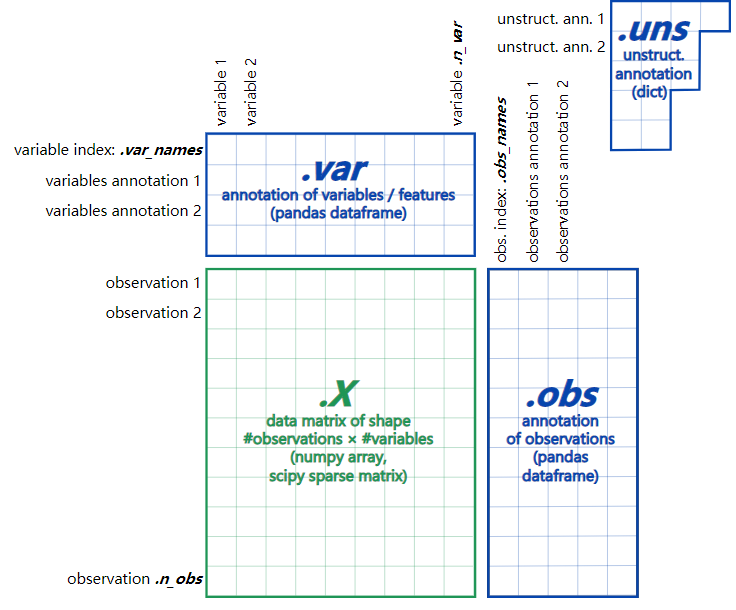 unstruct. ann. 1
unstruct. ann. 2
.uns
unstruct.
annotation
(dict)
variable 1
variable 2
variable .n_var
obs. index: .obs_names
observations annotation 1
observations annotation 2
variable index: .var_names
variables annotation 1
variables annotation 2
.var
annotation of variables / features
(pandas dataframe)
observation 1
observation 2
.X
data matrix of shape
#observations × #variables
(numpy array,
scipy sparse matrix)
.obs
annotation
of observations
(pandas
dataframe)
observation .n_obs